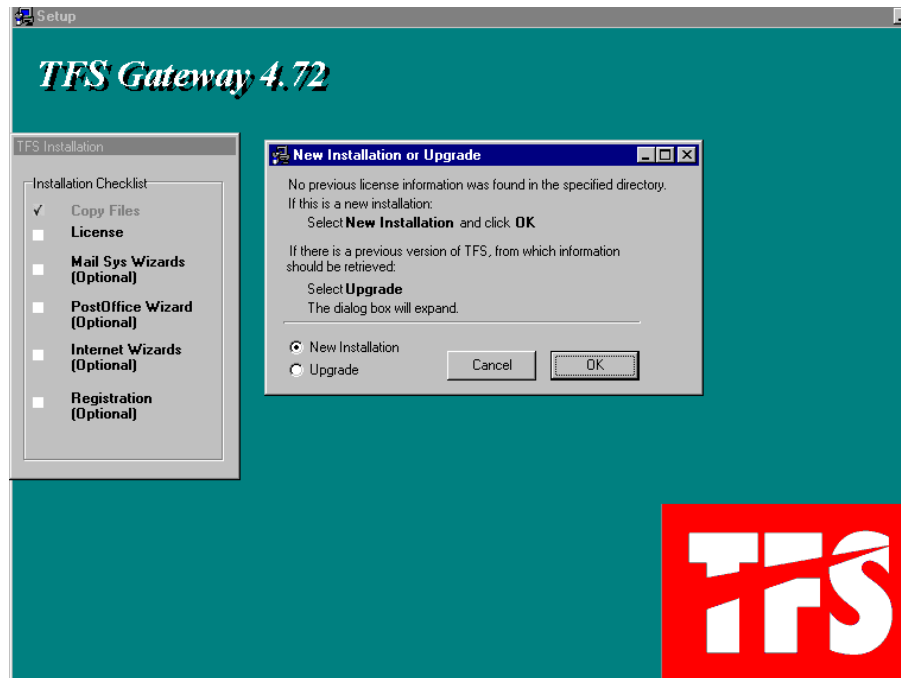 Setup
TFS Gateway 4.72
TFS Installation
Installation Checklist
Copy Files
License
Mail Sys Wizards
(Optional)
PostOffice Wizard
(Optional)
Internet Wizards
(Optional)
Registration
(Optional)
New Installation or Upgrade
No previous license information was found in the specified directory.
If this is a new installation:
Select New Installation and click OK
If there is a previous version of TFS, from which information
should be retrieved:
Select Upgrade
The dialog box will expand.
New Installation
Upgrade
Cancel
OK
TFS